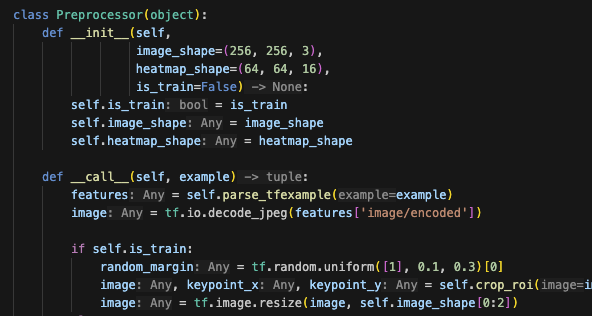 class Preprocessor(object):
def __init__(self,
image_shape=(256, 256, 3),
heatmap_shape=(64, 64, 16),
is_train=False) -> None:
self.is_train: bool = is_train
self.image_shape: Any = image_shape
self.heatmap_shape: Any = heatmap_shape
def __call__(self, example) -> tuple:
features: Any = self.parse_tfexample(example=example)
image: Any = tf.io.decode_jpeg(features['image/encoded'])
if self.is_train:
random_margin: Any = tf.random.uniform([1], 0.1, 0.3)[0]
image: Any, keypoint_x: Any, keypoint_y: Any = self.crop_roi(image=
image: Any = tf.image.resize(image, self.image_shape[0:2])